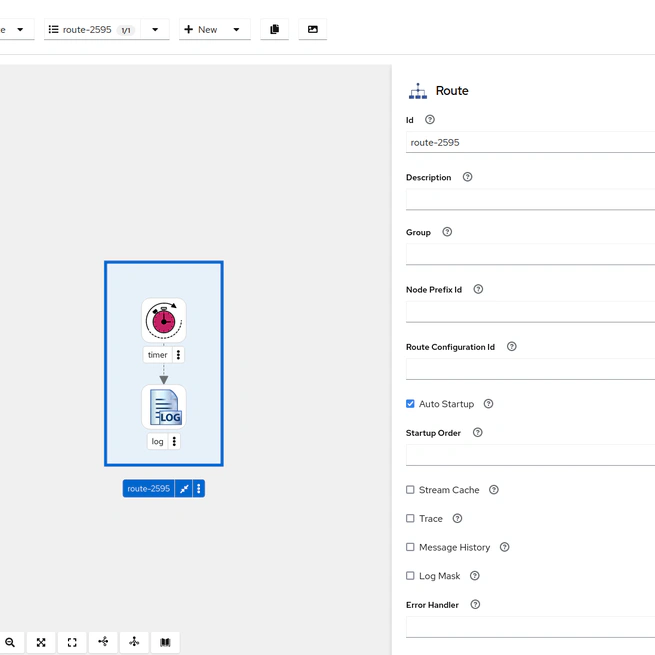 e
route-2595 1/1
New
Route
Id
route-2595
Description
Group
Node Prefix Id
Route Configuration Id
Auto Startup
Startup Order
Stream Cache
Trace
Message History
Log Mask
Error Handler
timer
LOG
log
route-2595